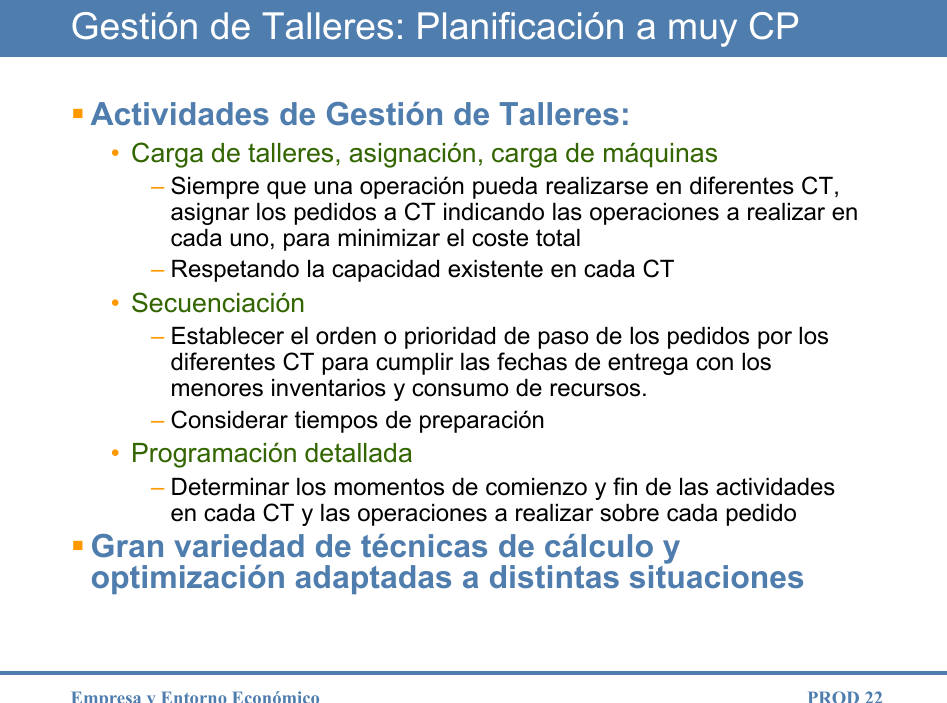 Gestión de Talleres: Planificación a muy CP
▪ Actividades de Gestión de Talleres:
• Carga de talleres, asignación, carga de máquinas
– Siempre que una operación pueda realizarse en diferentes CT,
asignar los pedidos a CT indicando las operaciones a realizar en
cada uno, para minimizar el coste total
– Respetando la capacidad existente en cada CT
• Secuenciación
– Establecer el orden o prioridad de paso de los pedidos por los
diferentes CT para cumplir las fechas de entrega con los
menores inventarios y consumo de recursos.
– Considerar tiempos de preparación
• Programación detallada
– Determinar los momentos de comienzo y fin de las actividades
en cada CT y las operaciones a realizar sobre cada pedido
▪ Gran variedad de técnicas de cálculo y
optimización adaptadas a distintas situaciones
Empresa y Entorno Económico
PROD 22